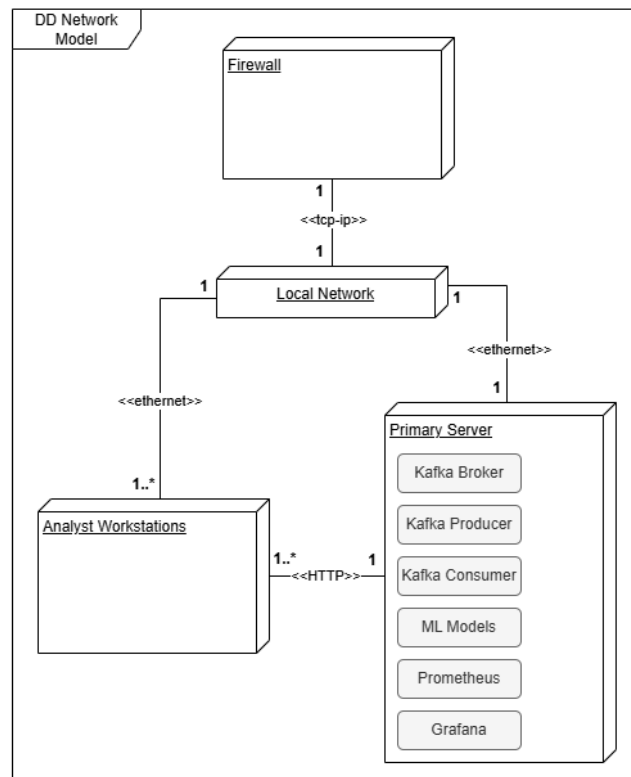 DD Network
Model
Firewall
1
<<tcp-ip>>
1
Local Network
1
1
<<ethernet>>
<<ethernet>>
1
Primary Server
Kafka Broker
Kafka Producer
Kafka Consumer
ML Models
Prometheus
Grafana
1..*
Analyst Workstations
1..*
<<HTTP>>
1